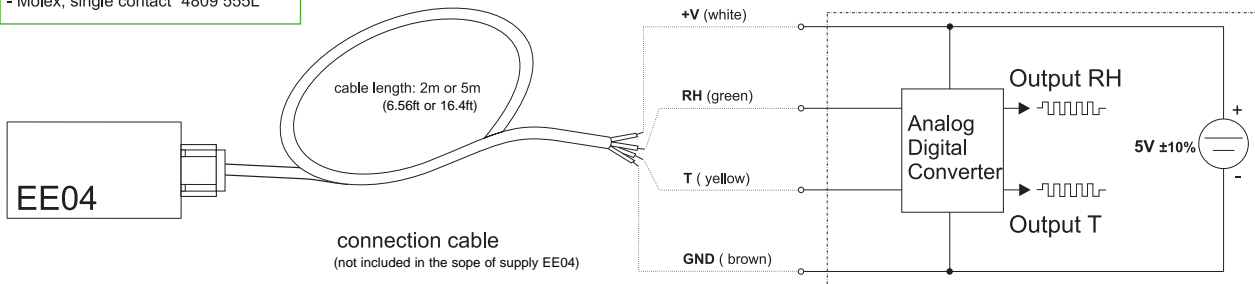 - Molex, single contact 4809 555L
EE04
cable length: 2m or 5m
(6.56ft or 16.4ft)
connection cable
(not included in the sope of supply EE04)
+V (white)
RH (green)
T ( yellow)
GND ( brown)
Analog
Digital
Converter
Output RH
Output T
5V ±10%
+
-